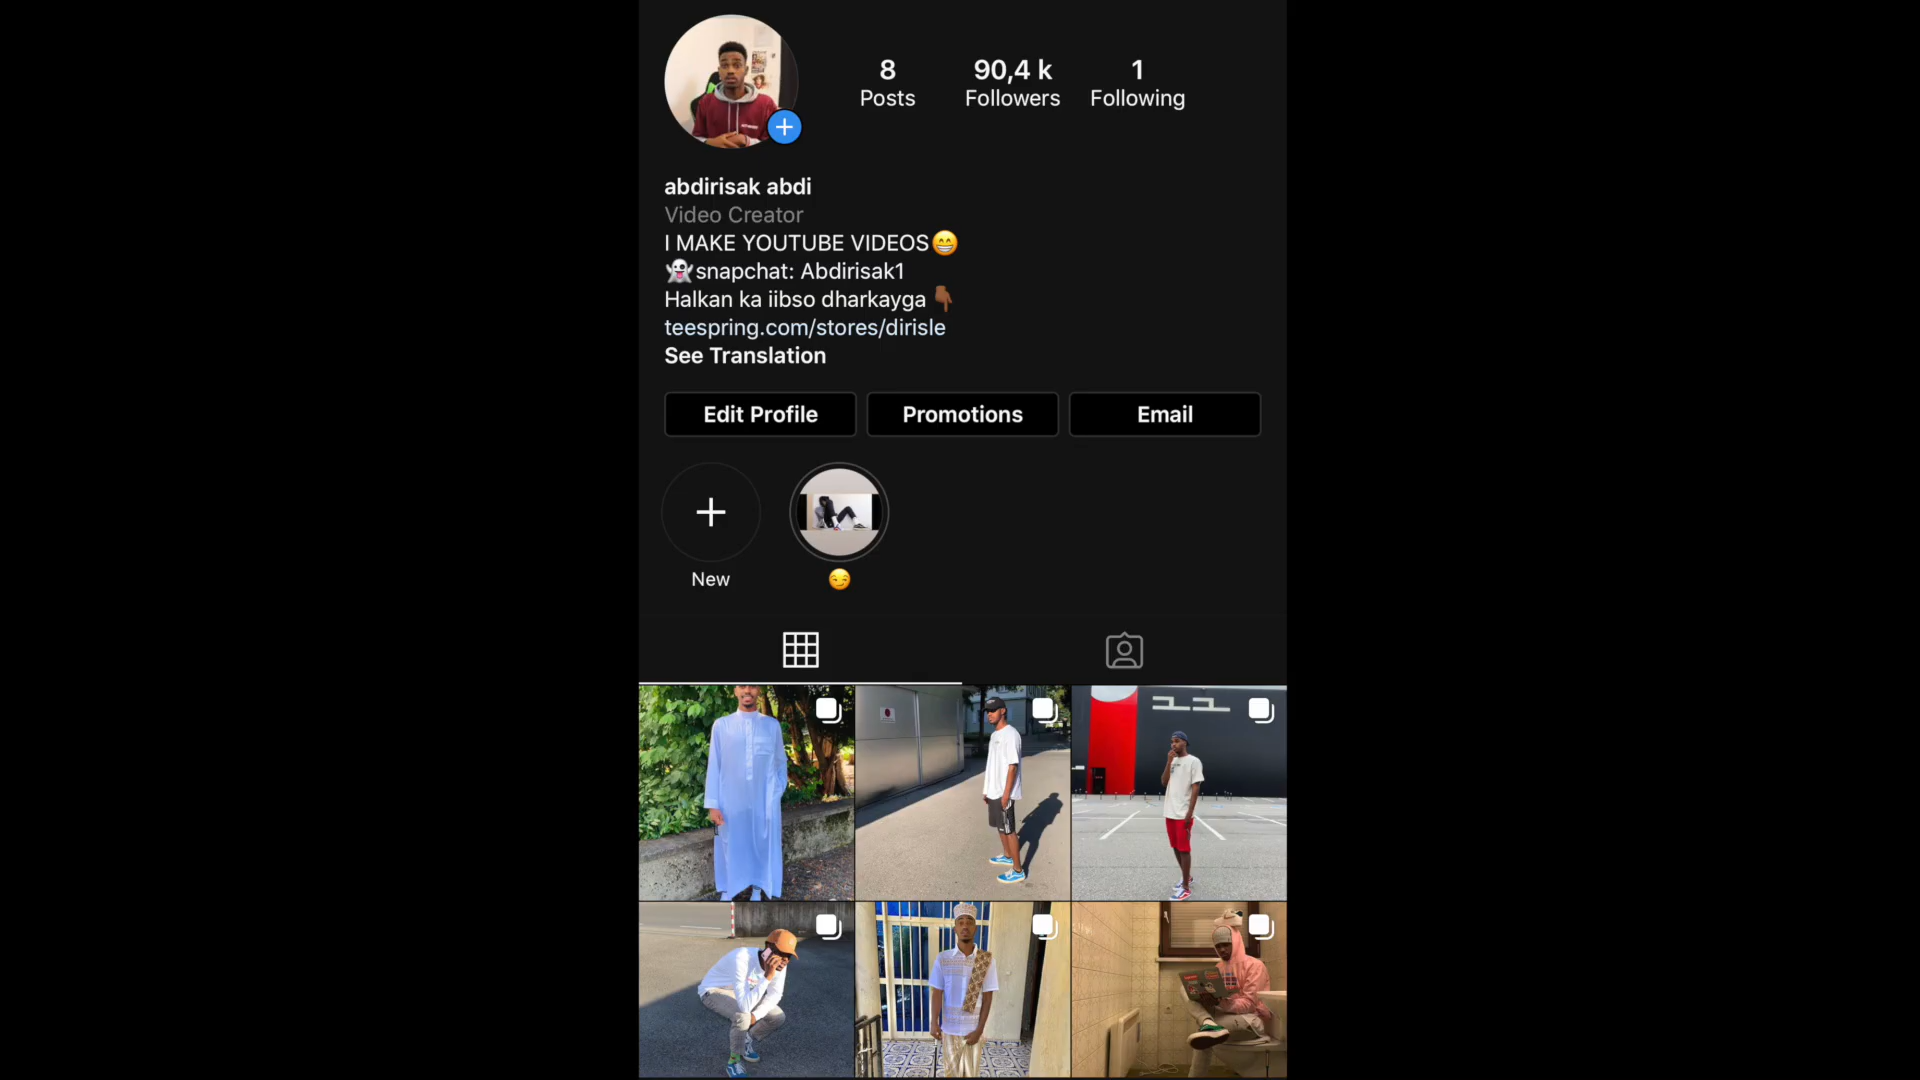 8
Posts
90,4 k
Followers
1
Following
abdirisak abdi
Video Creator
I MAKE YOUTUBE VIDEOS😁
👻snapchat: Abdirisak1
Halkan ka iibso dharkayga 👇🏾
teespring.com/stores/dirisle
See Translation
Edit Profile
Promotions
Email
New
😏